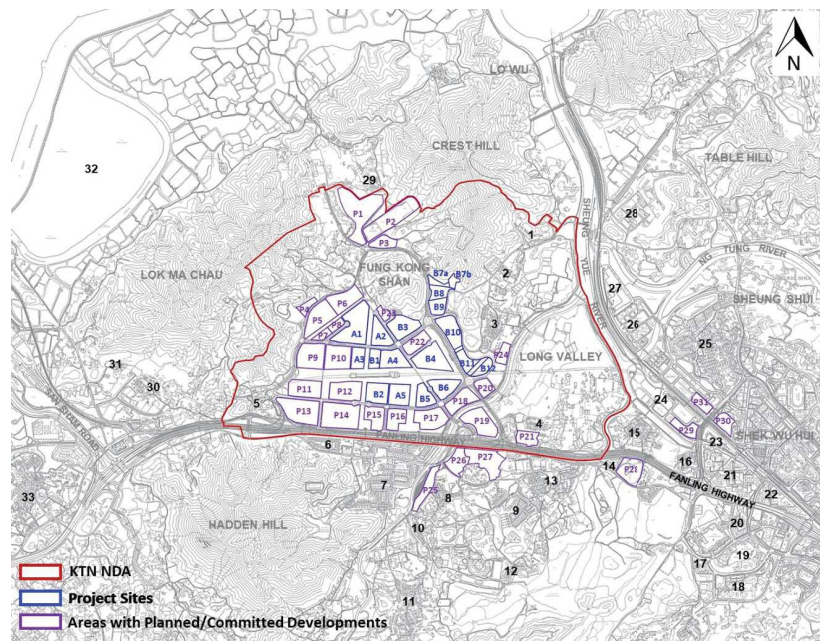 N
LO WU
CREST HILL
TABLE HILL
32
29
28
P1
P2
P3
1
SHEUNG YUE RIVER
NG TUNG RIVER
FUNG KONG SHAN
2
LOK MA CHAU
27
B7a
B7b
B8
B9
SHEUNG SHUI
26
P4
P5
P6
P7
P8
P23
A1
A2
B3
B10
3
25
P22
P9
P10
A3
B1
A4
B4
B11
B12
P24
LONG VALLEY
31
30
P11
P12
B2
A5
B5
B6
P20
24
P31
5
P13
P14
P15
P16
P17
P18
P19
4
P21
15
P29
P30
23
SHEK WU HUI
SAN SHAM ROAD
FANLING HIGHWAY
6
P26
P27
14
P28
16
FANLING HIGHWAY
21
22
33
7
P25
8
13
9
HADDEN HILL
10
20
17
19
12
18
11
KTN NDA
Project Sites
Areas with Planned/Committed Developments